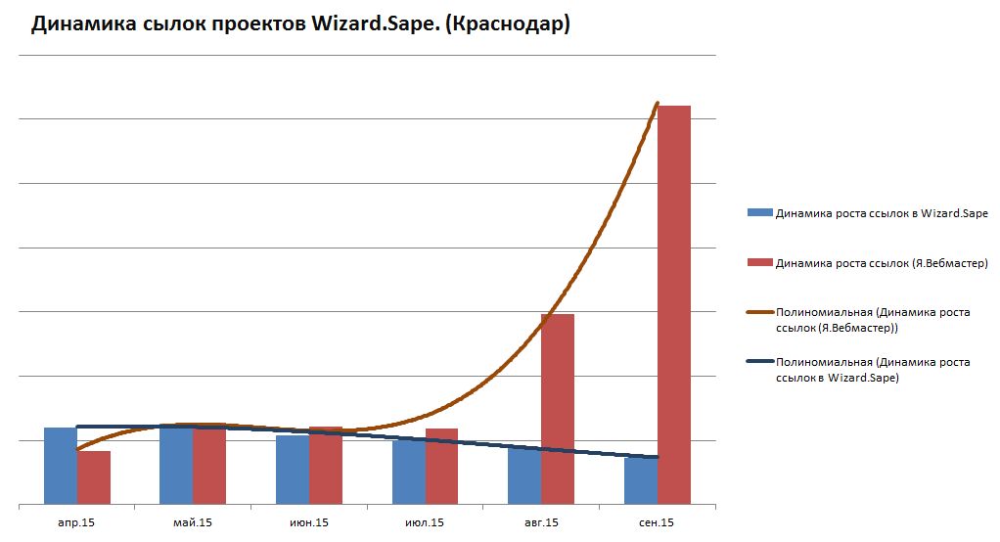 Динамика сылок проектов Wizard.Sape. (Краснодар)
Динамика роста ссылок в Wizard.Sape
Динамика роста ссылок (Я.Вебмастер)
Полиномиальная (Динамика роста
ссылок (Я.Вебмастер))
Полиномиальная (Динамика роста
ссылок в Wizard.Sape)
апр.15
май.15
июн.15
июл.15
авг.15
сен.15